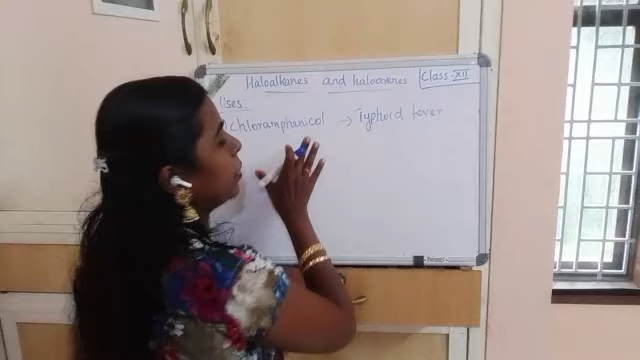 Haloalkanes and haloarenes Class-XII
Uses:
chloramphenicol → Typhoid fever